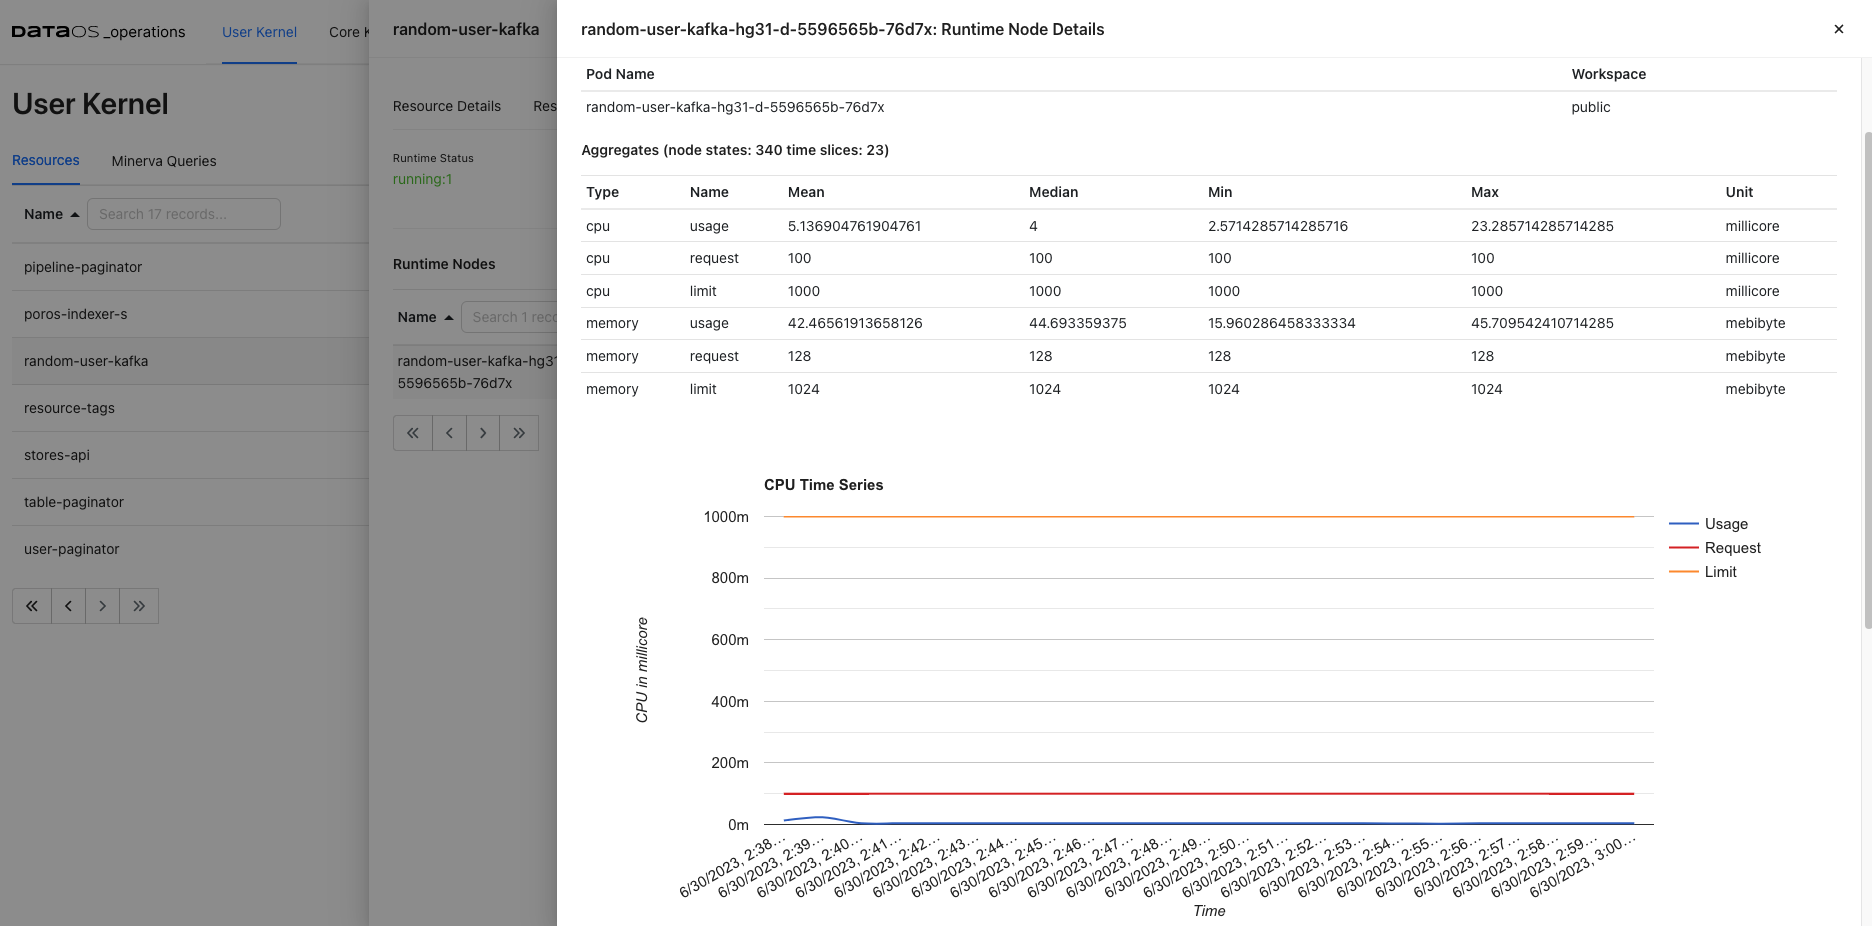 DATAOS _operations
User Kernel
Core K
User Kernel
Resources
Minerva Queries
Name
Search 17 records...
pipeline-paginator
poros-indexer-s
random-user-kafka
resource-tags
stores-api
table-paginator
user-paginator
random-user-kafka
Resource Details
Res
Runtime Status
running:1
Runtime Nodes
Name
Search 1 reco
random-user-kafka-hg31
5596565b-76d7x
random-user-kafka-hg31-d-5596565b-76d7x: Runtime Node Details
Pod Name Workspace
random-user-kafka-hg31-d-5596565b-76d7x public
Aggregates (node states: 340 time slices: 23)
Type Name Mean Median Min Max Unit
cpu usage 5.136904761904761 4 2.5714285714285716 23.285714285714285 millicore
cpu request 100 100 100 100 millicore
cpu limit 1000 1000 1000 1000 millicore
memory usage 42.46561913658126 44.693359375 15.960286458333334 45.709542410714285 mebibyte
memory request 128 128 128 128 mebibyte
memory limit 1024 1024 1024 1024 mebibyte
CPU Time Series
1000m
800m
600m
400m
200m
0m
CPU in millicore
Usage
Request
Limit
6/30/2023, 2:38…
6/30/2023, 2:39…
6/30/2023, 2:40…
6/30/2023, 2:41…
6/30/2023, 2:42…
6/30/2023, 2:43…
6/30/2023, 2:44…
6/30/2023, 2:45…
6/30/2023, 2:46…
6/30/2023, 2:47…
6/30/2023, 2:48…
6/30/2023, 2:49…
6/30/2023, 2:50…
6/30/2023, 2:51…
6/30/2023, 2:52…
6/30/2023, 2:53…
6/30/2023, 2:54…
6/30/2023, 2:55…
6/30/2023, 2:56…
6/30/2023, 2:57…
6/30/2023, 2:58…
6/30/2023, 2:59…
6/30/2023, 3:00…
Time